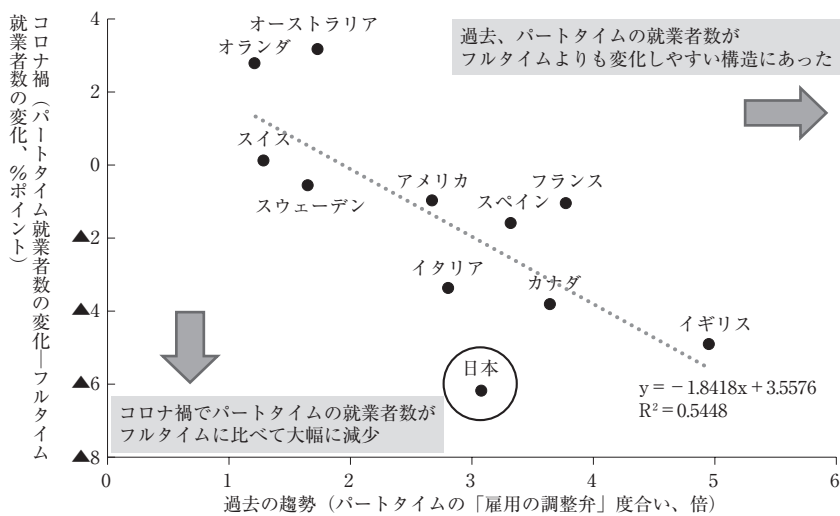 コロナ禍（パートタイム就業者数の変化―フルタイム
就業者数の変化、％ポイント）
4
2
0
▲2
▲4
▲6
▲8
オーストラリア
オランダ
過去、パートタイムの就業者数が
フルタイムよりも変化しやすい構造にあった
スイス
スウェーデン
アメリカ
フランス
スペイン
イタリア
カナダ
イギリス
日本
y＝－1.8418x＋3.5576
R²＝0.5448
コロナ禍でパートタイムの就業者数が
フルタイムに比べて大幅に減少
0 1 2 3 4 5 6
過去の趨勢（パートタイムの「雇用の調整弁」度合い、倍）